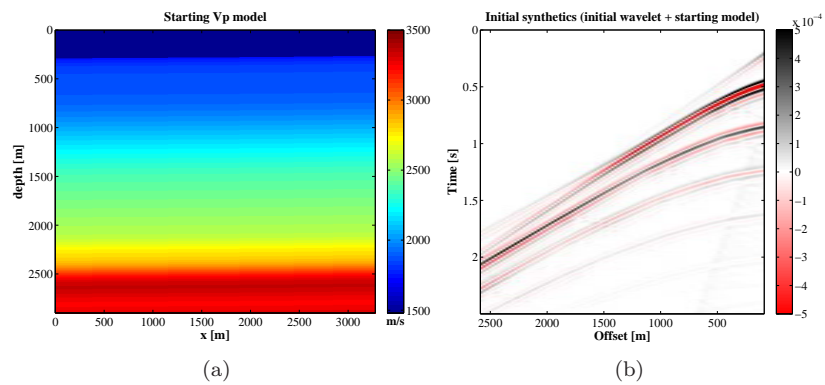 Starting Vp model
0
500
1000
1500
2000
2500
depth [m]
0 500 1000 1500 2000 2500 3000
x [m]
3500
3000
2500
2000
1500
m/s
(a)
Initial synthetics (initial wavelet + starting model)
0
0.5
1
1.5
2
Time [s]
2500 2000 1500 1000 500
Offset [m]
x 10⁻⁴
5
4
3
2
1
0
−1
−2
−3
−4
−5
(b)